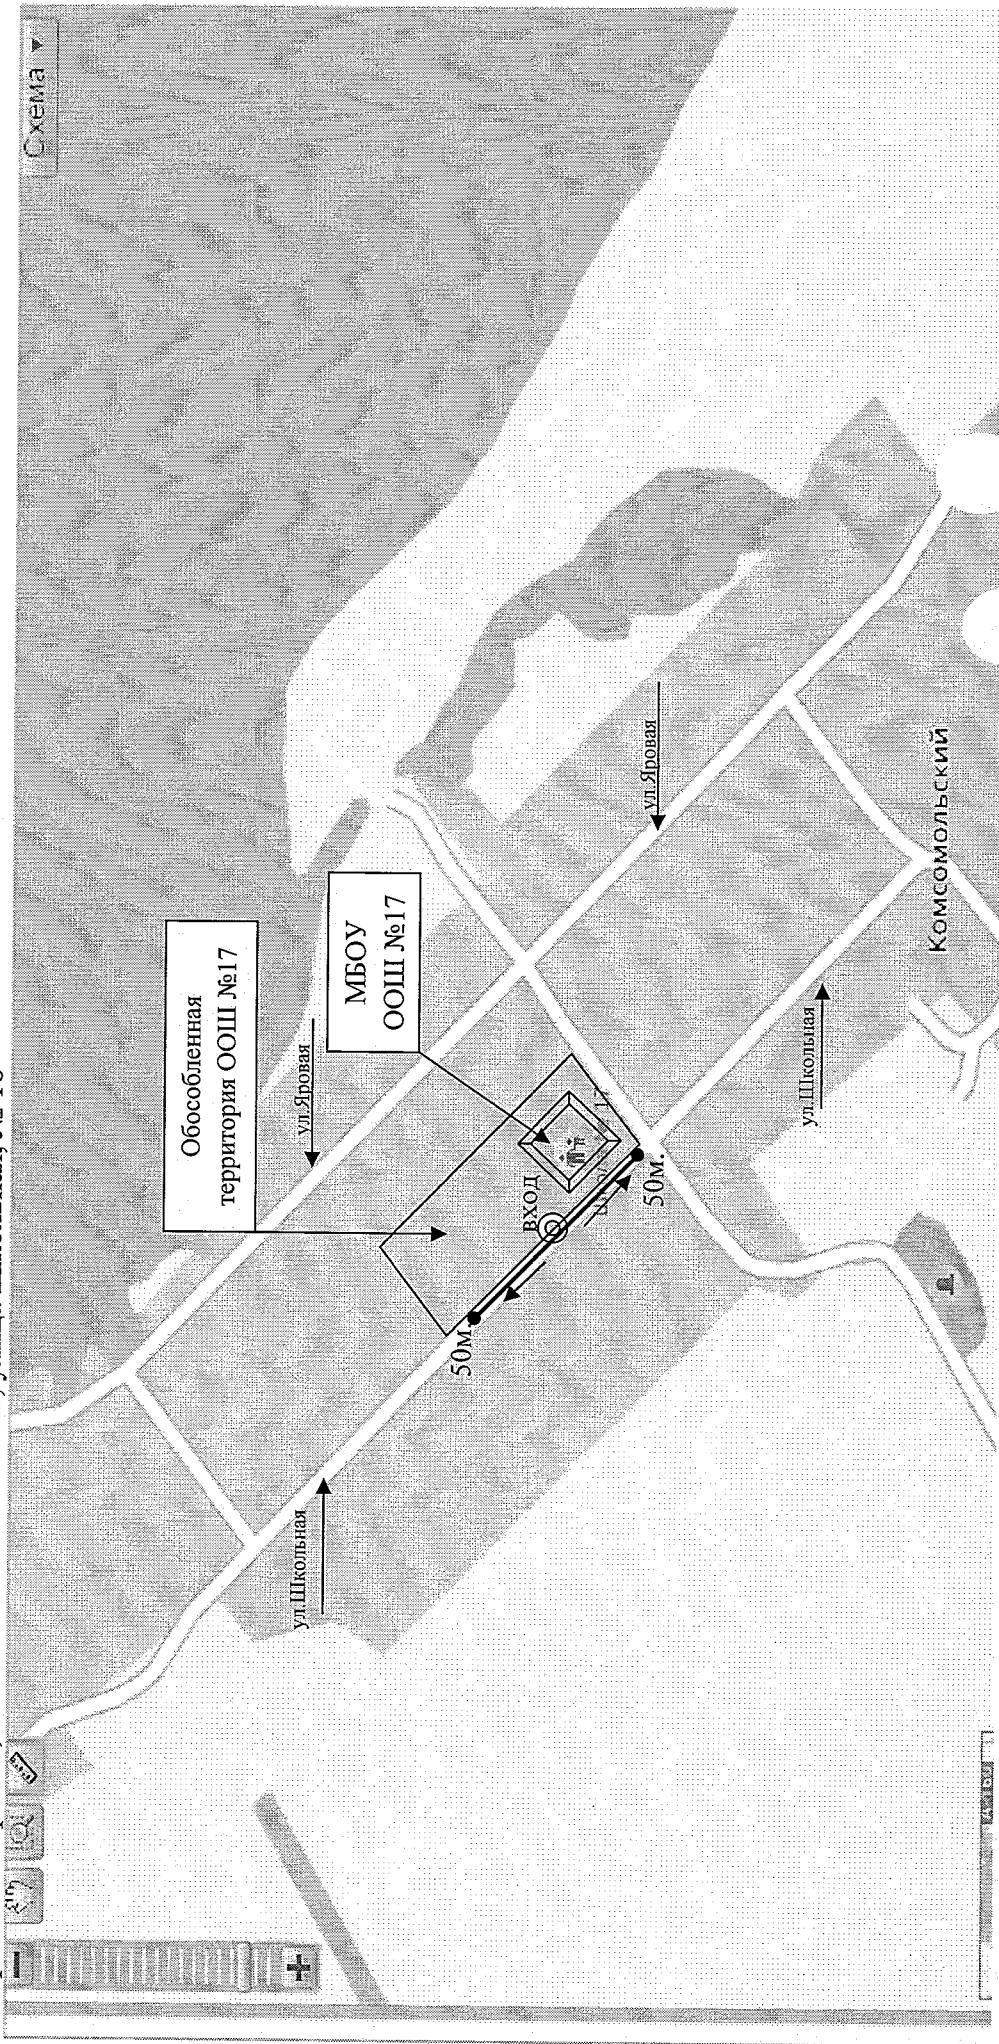 Схема
Обособленная
территория ООШ №17
МБОУ
ООШ №17
ул.Яровая
ул.Яровая
ул.Школьная
ул.Школьная
ВХОД
17
50м.
50м.
Комсомольский